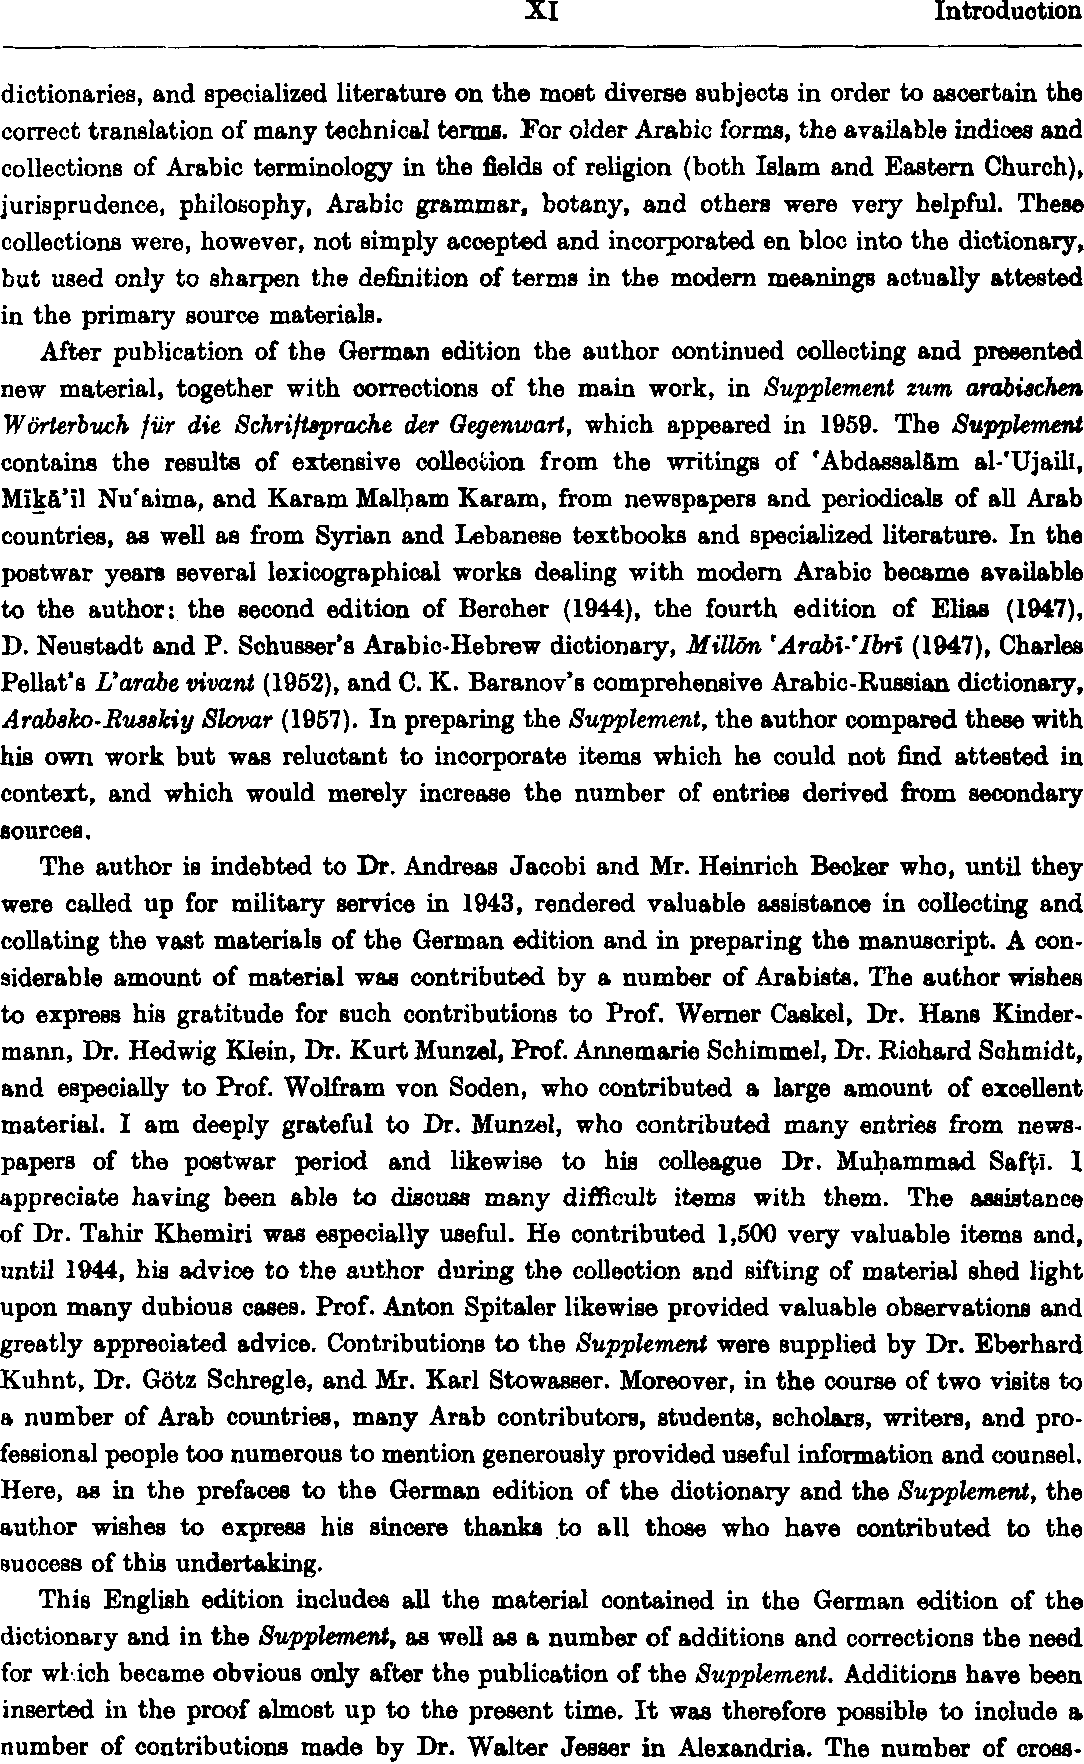 XI Introduction
dictionaries, and specialized literature on the most diverse subjects in order to ascertain the
correct translation of many technical terms. For older Arabic forms, the available indices and
collections of Arabic terminology in the fields of religion (both Islam and Eastern Church),
jurisprudence, philosophy, Arabic grammar, botany, and others were very helpful. These
collections were, however, not simply accepted and incorporated en bloc into the dictionary,
but used only to sharpen the definition of terms in the modern meanings actually attested
in the primary source materials.
After publication of the German edition the author continued collecting and presented
new material, together with corrections of the main work, in Supplement zum arabischen
Wörterbuch für die Schriftsprache der Gegenwart, which appeared in 1959. The Supplement
contains the results of extensive collection from the writings of ʿAbdassalām al-ʿUjailī,
Mīḵāʾīl Nuʿaima, and Karam Malḥam Karam, from newspapers and periodicals of all Arab
countries, as well as from Syrian and Lebanese textbooks and specialized literature. In the
postwar years several lexicographical works dealing with modern Arabic became available
to the author: the second edition of Bercher (1944), the fourth edition of Elias (1947),
D. Neustadt and P. Schusser's Arabic-Hebrew dictionary, Millōn ʿArabi-ʿIbrī (1947), Charles
Pellat's L'arabe vivant (1952), and C. K. Baranov's comprehensive Arabic-Russian dictionary,
Arabsko-Russkiy Slovar (1957). In preparing the Supplement, the author compared these with
his own work but was reluctant to incorporate items which he could not find attested in
context, and which would merely increase the number of entries derived from secondary
sources.
The author is indebted to Dr. Andreas Jacobi and Mr. Heinrich Becker who, until they
were called up for military service in 1943, rendered valuable assistance in collecting and
collating the vast materials of the German edition and in preparing the manuscript. A con-
siderable amount of material was contributed by a number of Arabists. The author wishes
to express his gratitude for such contributions to Prof. Werner Caskel, Dr. Hans Kinder-
mann, Dr. Hedwig Klein, Dr. Kurt Munzel, Prof. Annemarie Schimmel, Dr. Richard Schmidt,
and especially to Prof. Wolfram von Soden, who contributed a large amount of excellent
material. I am deeply grateful to Dr. Munzel, who contributed many entries from news-
papers of the postwar period and likewise to his colleague Dr. Muḥammad Safṭī. I
appreciate having been able to discuss many difficult items with them. The assistance
of Dr. Tahir Khemiri was especially useful. He contributed 1,500 very valuable items and,
until 1944, his advice to the author during the collection and sifting of material shed light
upon many dubious cases. Prof. Anton Spitaler likewise provided valuable observations and
greatly appreciated advice. Contributions to the Supplement were supplied by Dr. Eberhard
Kuhnt, Dr. Götz Schregle, and Mr. Karl Stowasser. Moreover, in the course of two visits to
a number of Arab countries, many Arab contributors, students, scholars, writers, and pro-
fessional people too numerous to mention generously provided useful information and counsel.
Here, as in the prefaces to the German edition of the dictionary and the Supplement, the
author wishes to express his sincere thanks to all those who have contributed to the
success of this undertaking.
This English edition includes all the material contained in the German edition of the
dictionary and in the Supplement, as well as a number of additions and corrections the need
for which became obvious only after the publication of the Supplement. Additions have been
inserted in the proof almost up to the present time. It was therefore possible to include a
number of contributions made by Dr. Walter Jesser in Alexandria. The number of cross-